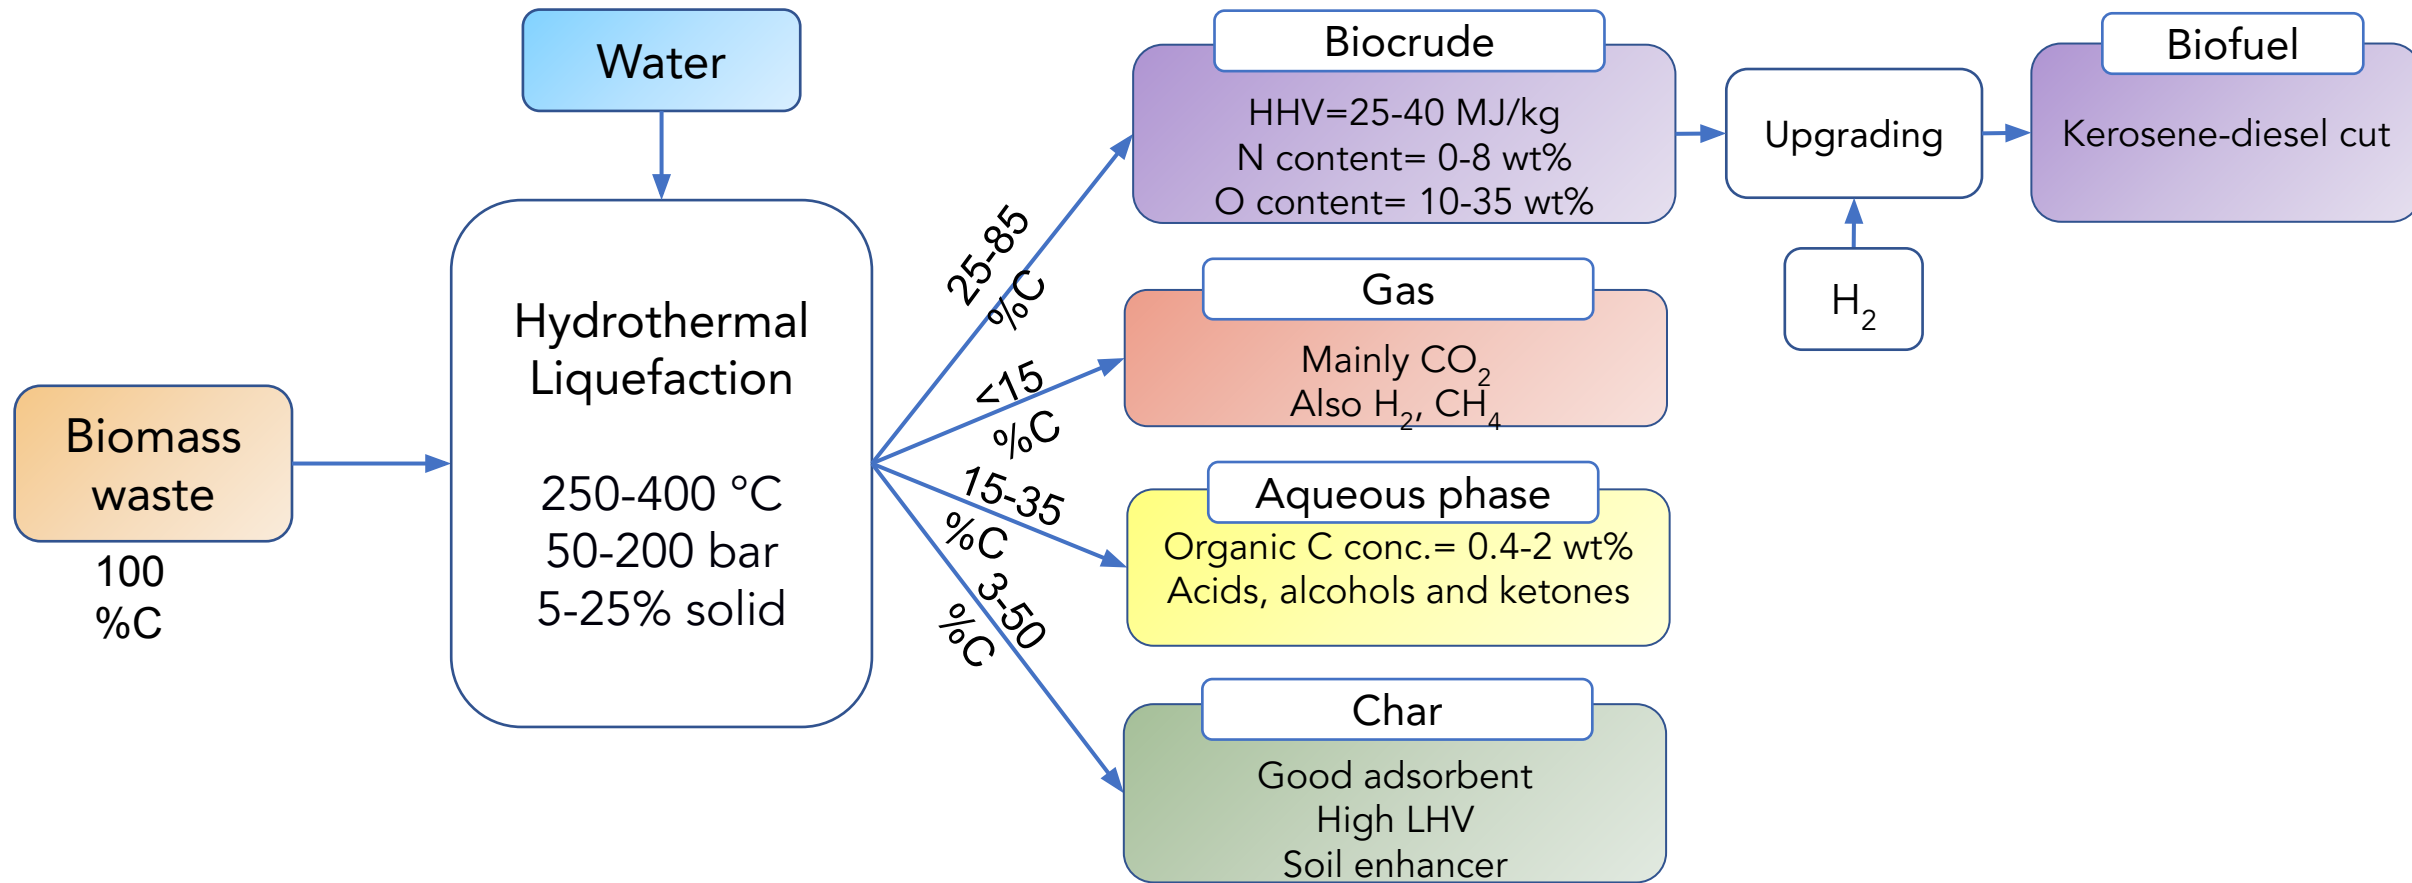 Water
Biomass
waste
100
%C
Hydrothermal
Liquefaction
250-400 °C
50-200 bar
5-25% solid
25-85
%C
<15
%C
15-35
%C
3-50
%C
Biocrude
HHV=25-40 MJ/kg
N content= 0-8 wt%
O content= 10-35 wt%
Gas
Mainly CO2
Also H2, CH4
Aqueous phase
Organic C conc.= 0.4-2 wt%
Acids, alcohols and ketones
Char
Good adsorbent
High LHV
Soil enhancer
Upgrading
H2
Biofuel
Kerosene-diesel cut